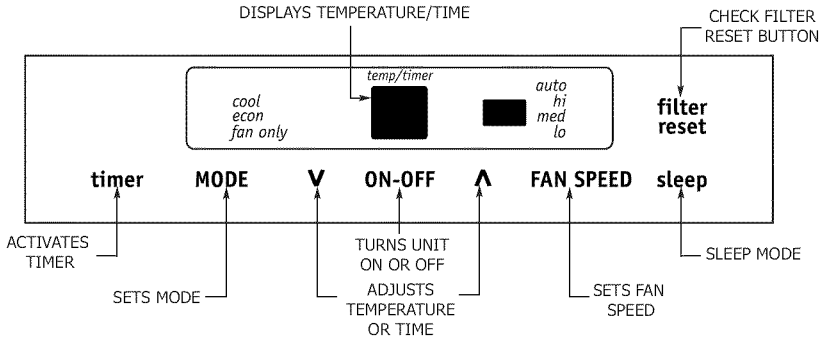 DISPLAYS TEMPERATURE/TIME
CHECK FILTER
RESET BUTTON
temp/timer
cool
econ
fan only
auto
hi
med
lo
filter
reset
timer MODE V ON-OFF Λ FAN SPEED sleep
ACTIVATES
TIMER
SETS MODE
TURNS UNIT
ON OR OFF
ADJUSTS
TEMPERATURE
OR TIME
SETS FAN
SPEED
SLEEP MODE